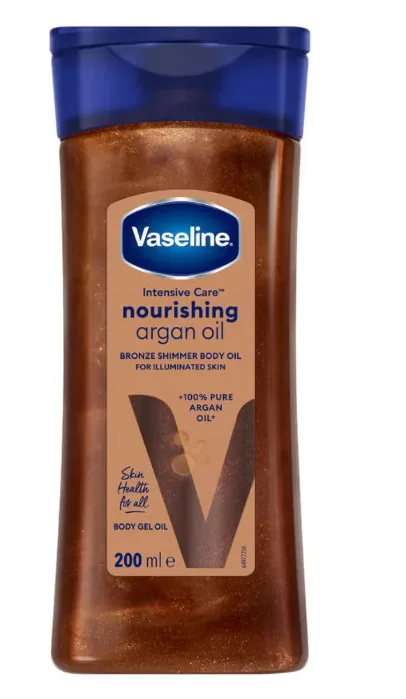 Vaseline.
Intensive Care™
nourishing
argan oil
BRONZE SHIMMER BODY OIL
FOR ILLUMINATED SKIN
+100% PURE
ARGAN
OIL*
Skin
Health
for all
BODY GEL OIL
200 ml e